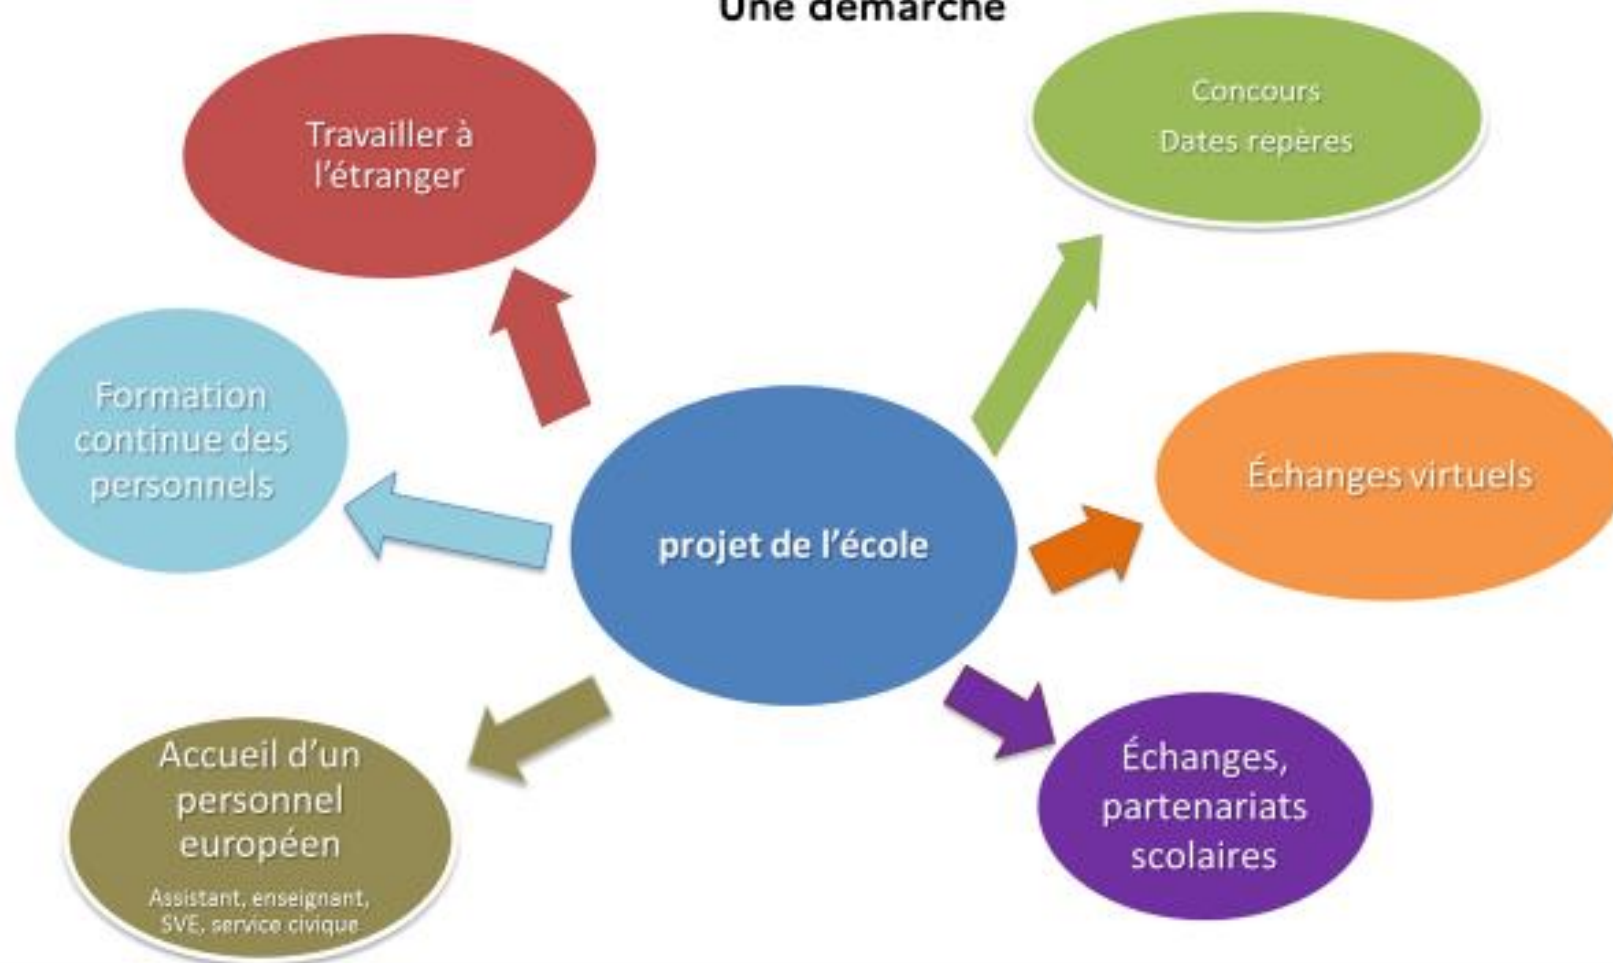 Une démarche
Travailler à
l'étranger
Concours
Dates repères
Formation
continue des
personnels
Échanges virtuels
projet de l'école
Accueil d'un
personnel
européen
Assistant, enseignant,
SVE, service civique
Échanges,
partenariats
scolaires